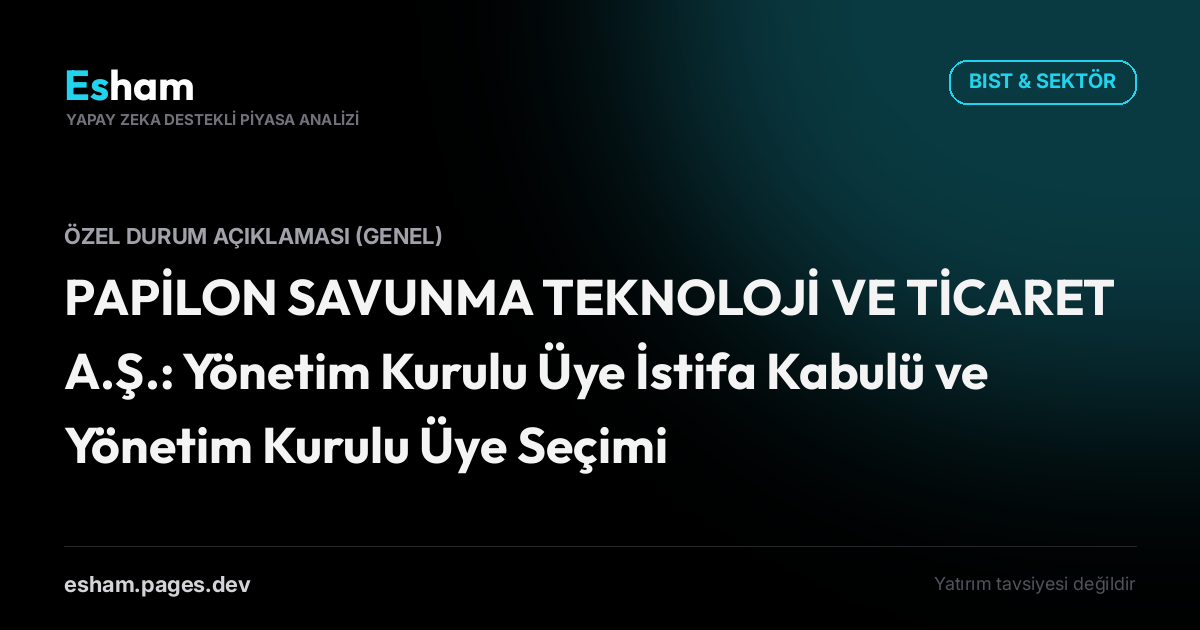 Esham
YAPAY ZEKA DESTEKLİ PİYASA ANALİZİ
BIST & SEKTÖR
ÖZEL DURUM AÇIKLAMASI (GENEL)
PAPİLON SAVUNMA TEKNOLOJİ VE TİCARET
A.Ş.: Yönetim Kurulu Üye İstifa Kabulü ve
Yönetim Kurulu Üye Seçimi
esham.pages.dev
Yatırım tavsiyesi değildir